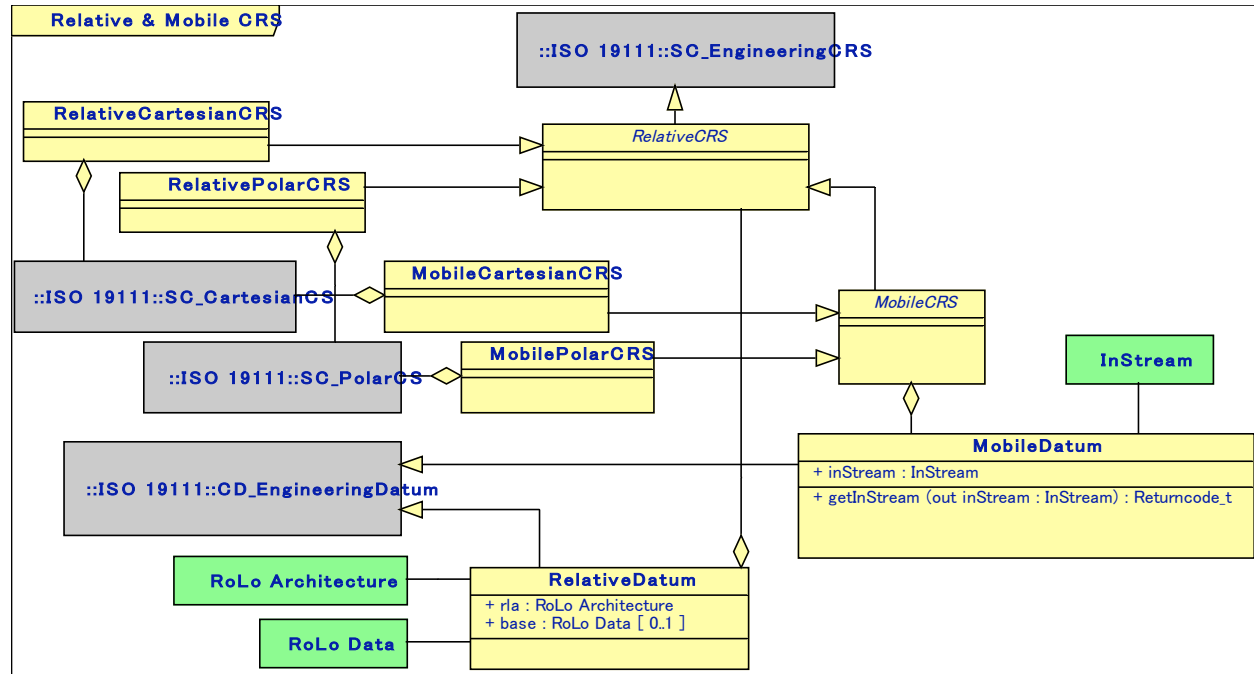 Relative & Mobile CRS
::ISO 19111::SC_EngineeringCRS
RelativeCartesianCRS
RelativeCRS
RelativePolarCRS
::ISO 19111::SC_CartesianCS
MobileCartesianCRS
MobileCRS
::ISO 19111::SC_PolarCS
MobilePolarCRS
InStream
::ISO 19111::CD_EngineeringDatum
MobileDatum
+ inStream : InStream
+ getInStream (out inStream : InStream) : Returncode_t
RoLo Architecture
RelativeDatum
+ rla : RoLo Architecture
+ base : RoLo Data [ 0..1 ]
RoLo Data